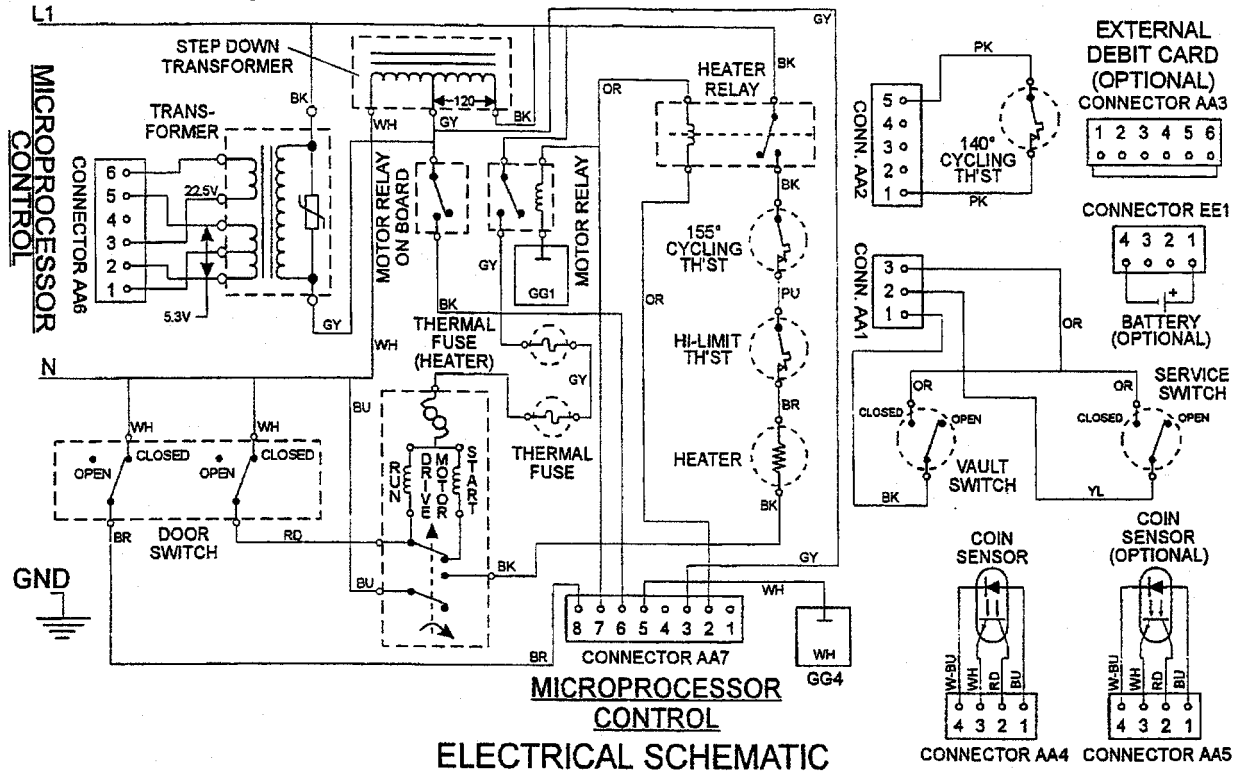 L1
MICROPROCESSOR
CONTROL
STEP DOWN
TRANSFORMER
120
WH
GY
BK
GY
BK
TRANS-
FORMER
CONNECTOR AA6
6
5
4
3
2
1
22.5V
5.3V
GY
MOTOR RELAY
ON BOARD
MOTOR RELAY
GG1
GY
BK
OR
OR
HEATER
RELAY
BK
BK
155°
CYCLING
TH'ST
PU
HI-LIMIT
TH'ST
BR
HEATER
BK
THERMAL
FUSE
(HEATER)
GY
THERMAL
FUSE
WH
N
WH
WH
OPEN
CLOSED
OPEN
CLOSED
BR
DOOR
SWITCH
RD
BU
BU
RUN
DRIVE
MOTOR
START
BK
GND
BR
8 7 6 5 4 3 2 1
CONNECTOR AA7
GY
WH
WH
GG4
MICROPROCESSOR
CONTROL
ELECTRICAL SCHEMATIC
CONN. AA2
5
4
3
2
1
PK
PK
140°
CYCLING
TH'ST
EXTERNAL
DEBIT CARD
(OPTIONAL)
CONNECTOR AA3
1 2 3 4 5 6
CONNECTOR EE1
4 3 2 1
+
BATTERY
(OPTIONAL)
CONN. AA1
3
2
1
OR
OR
OR
CLOSED
OPEN
VAULT
SWITCH
BK
SERVICE
SWITCH
CLOSED
OPEN
YL
COIN
SENSOR
W-BU
WH
RD
BU
4 3 2 1
CONNECTOR AA4
COIN
SENSOR
(OPTIONAL)
W-BU
WH
RD
BU
4 3 2 1
CONNECTOR AA5